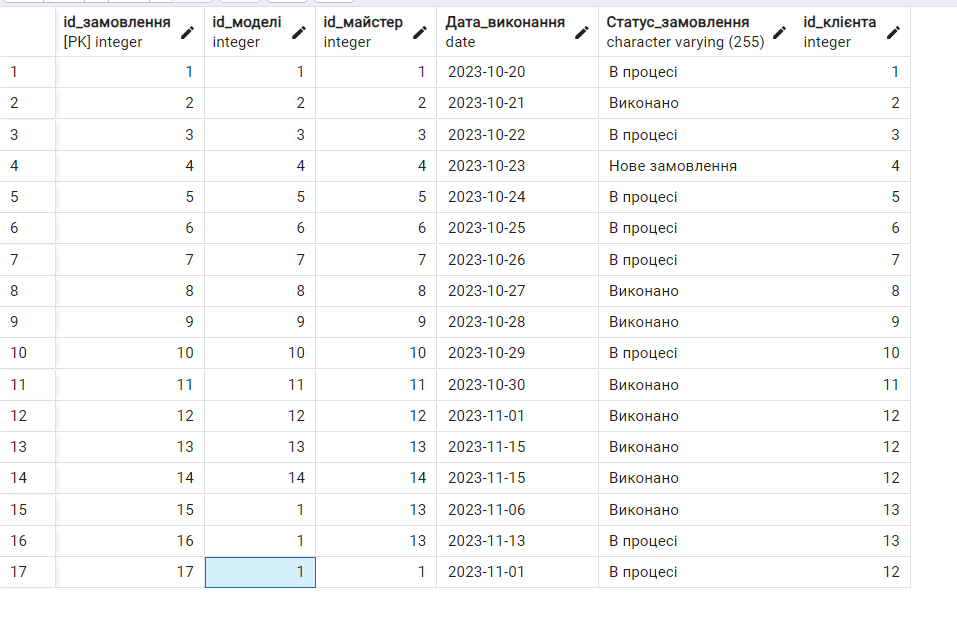 id_замовлення id_моделі id_майстер Дата_виконання Статус_замовлення id_клієнта
[PK] integer integer integer date character varying (255) integer
1 1 1 1 2023-10-20 В процесі 1
2 2 2 2 2023-10-21 Виконано 2
3 3 3 3 2023-10-22 В процесі 3
4 4 4 4 2023-10-23 Нове замовлення 4
5 5 5 5 2023-10-24 В процесі 5
6 6 6 6 2023-10-25 В процесі 6
7 7 7 7 2023-10-26 В процесі 7
8 8 8 8 2023-10-27 Виконано 8
9 9 9 9 2023-10-28 Виконано 9
10 10 10 10 2023-10-29 В процесі 10
11 11 11 11 2023-10-30 Виконано 11
12 12 12 12 2023-11-01 Виконано 12
13 13 13 13 2023-11-15 Виконано 12
14 14 14 14 2023-11-15 Виконано 12
15 15 1 13 2023-11-06 Виконано 13
16 16 1 13 2023-11-13 В процесі 13
17 17 1 1 2023-11-01 В процесі 12